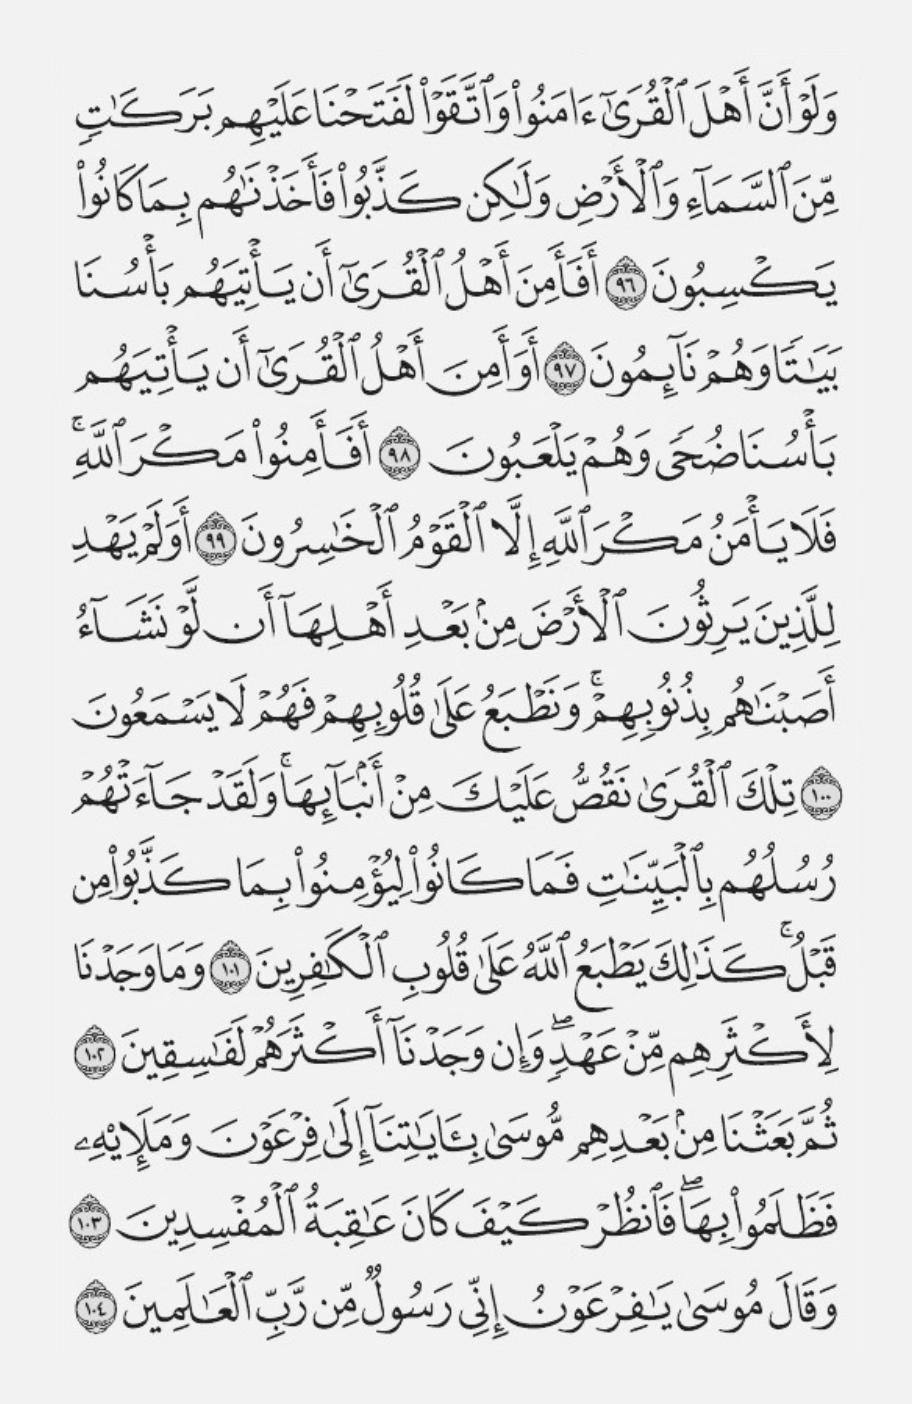 وَلَوْ أَنَّ أَهْلَ ٱلْقُرَىٰٓ ءَامَنُوا۟ وَٱتَّقَوْا۟ لَفَتَحْنَا عَلَيْهِم بَرَكَٰتٍ
مِّنَ ٱلسَّمَآءِ وَٱلْأَرْضِ وَلَٰكِن كَذَّبُوا۟ فَأَخَذْنَٰهُم بِمَا كَانُوا۟
يَكْسِبُونَ ٩٦ أَفَأَمِنَ أَهْلُ ٱلْقُرَىٰٓ أَن يَأْتِيَهُم بَأْسُنَا
بَيَٰتًا وَهُمْ نَآئِمُونَ ٩٧ أَوَأَمِنَ أَهْلُ ٱلْقُرَىٰٓ أَن يَأْتِيَهُم
بَأْسُنَا ضُحًى وَهُمْ يَلْعَبُونَ ٩٨ أَفَأَمِنُوا۟ مَكْرَ ٱللَّهِ ۚ
فَلَا يَأْمَنُ مَكْرَ ٱللَّهِ إِلَّا ٱلْقَوْمُ ٱلْخَٰسِرُونَ ٩٩ أَوَلَمْ يَهْدِ
لِلَّذِينَ يَرِثُونَ ٱلْأَرْضَ مِنۢ بَعْدِ أَهْلِهَآ أَن لَّوْ نَشَآءُ
أَصَبْنَٰهُم بِذُنُوبِهِمْ ۚ وَنَطْبَعُ عَلَىٰ قُلُوبِهِمْ فَهُمْ لَا يَسْمَعُونَ
١٠٠ تِلْكَ ٱلْقُرَىٰ نَقُصُّ عَلَيْكَ مِنْ أَنۢبَآئِهَا ۚ وَلَقَدْ جَآءَتْهُمْ
رُسُلُهُم بِٱلْبَيِّنَٰتِ فَمَا كَانُوا۟ لِيُؤْمِنُوا۟ بِمَا كَذَّبُوا۟ مِن
قَبْلُ ۚ كَذَٰلِكَ يَطْبَعُ ٱللَّهُ عَلَىٰ قُلُوبِ ٱلْكَٰفِرِينَ ١٠١ وَمَا وَجَدْنَا
لِأَكْثَرِهِم مِّنْ عَهْدٍ ۖ وَإِن وَجَدْنَآ أَكْثَرَهُمْ لَفَٰسِقِينَ ١٠٢
ثُمَّ بَعَثْنَا مِنۢ بَعْدِهِم مُّوسَىٰ بِـَٔايَٰتِنَآ إِلَىٰ فِرْعَوْنَ وَمَلَإِي۟هِۦ
فَظَلَمُوا۟ بِهَا ۖ فَٱنظُرْ كَيْفَ كَانَ عَٰقِبَةُ ٱلْمُفْسِدِينَ ١٠٣
وَقَالَ مُوسَىٰ يَٰفِرْعَوْنُ إِنِّى رَسُولٌ مِّن رَّبِّ ٱلْعَٰلَمِينَ ١٠٤